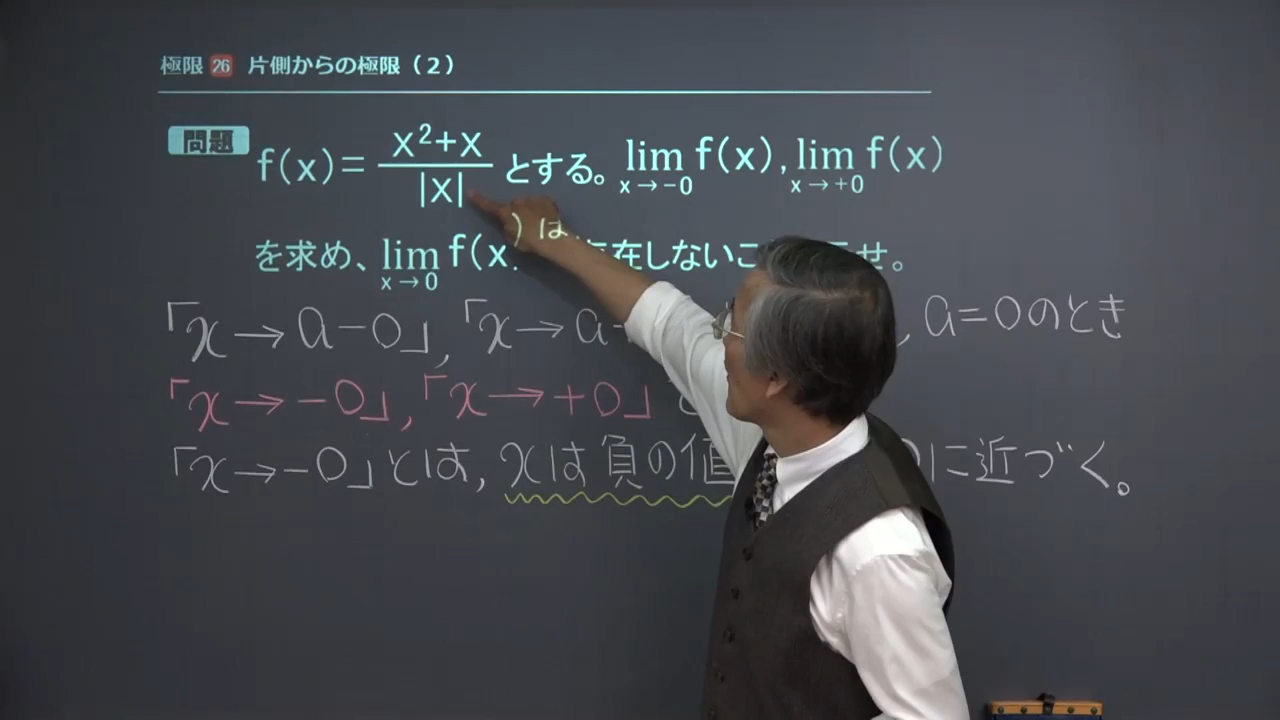 極限 26 片側からの極限(2)
問題
f(x)= x²+x / |x| とする。 lim x→-0 f(x), lim x→+0 f(x)
を求め、 lim x→0 f(x) は 在しないこ せ。
「x→a-0」,「x→a- , a=0のとき
「x→-0」,「x→+0」と
「x→-0」とは, xは負の値 0に近づく。